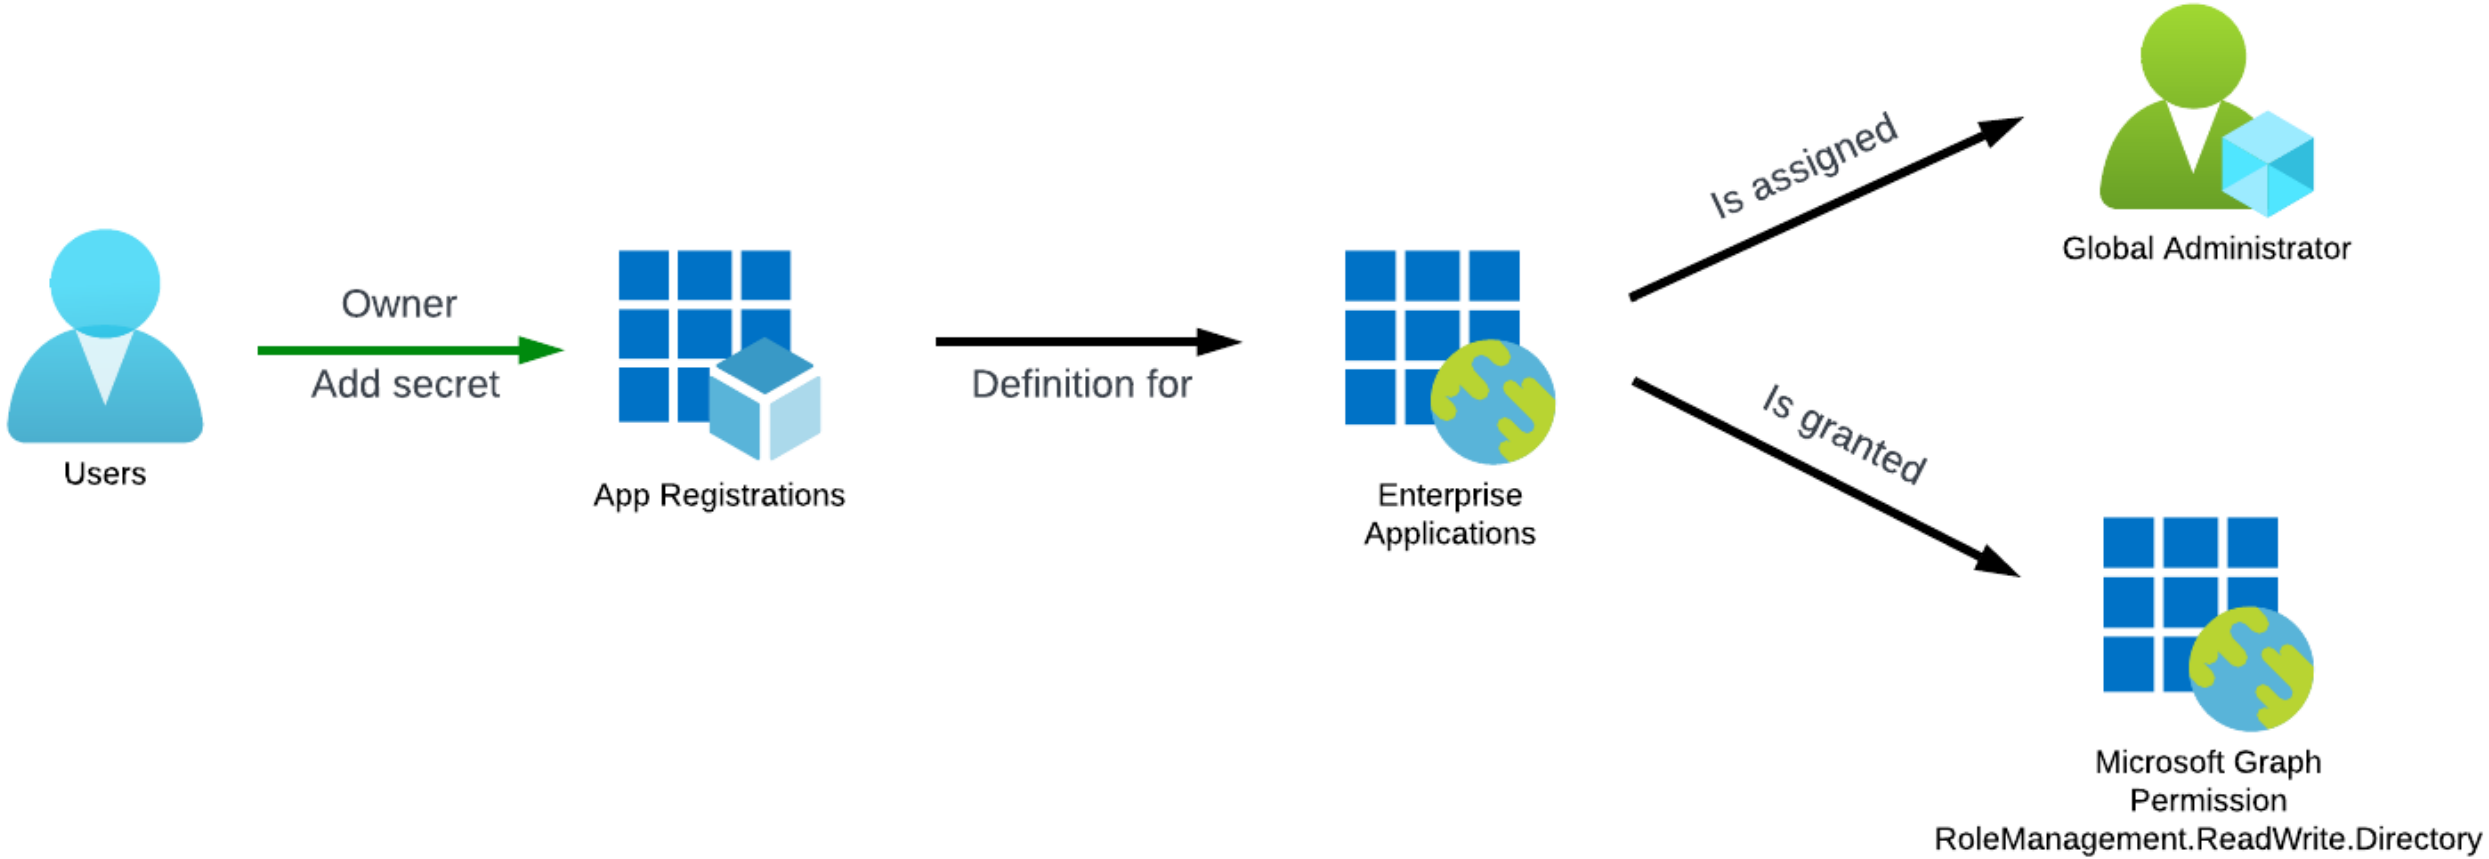 Users
Owner
Add secret
App Registrations
Definition for
Enterprise
Applications
Is assigned
Global Administrator
Is granted
Microsoft Graph
Permission
RoleManagement.ReadWrite.Directory